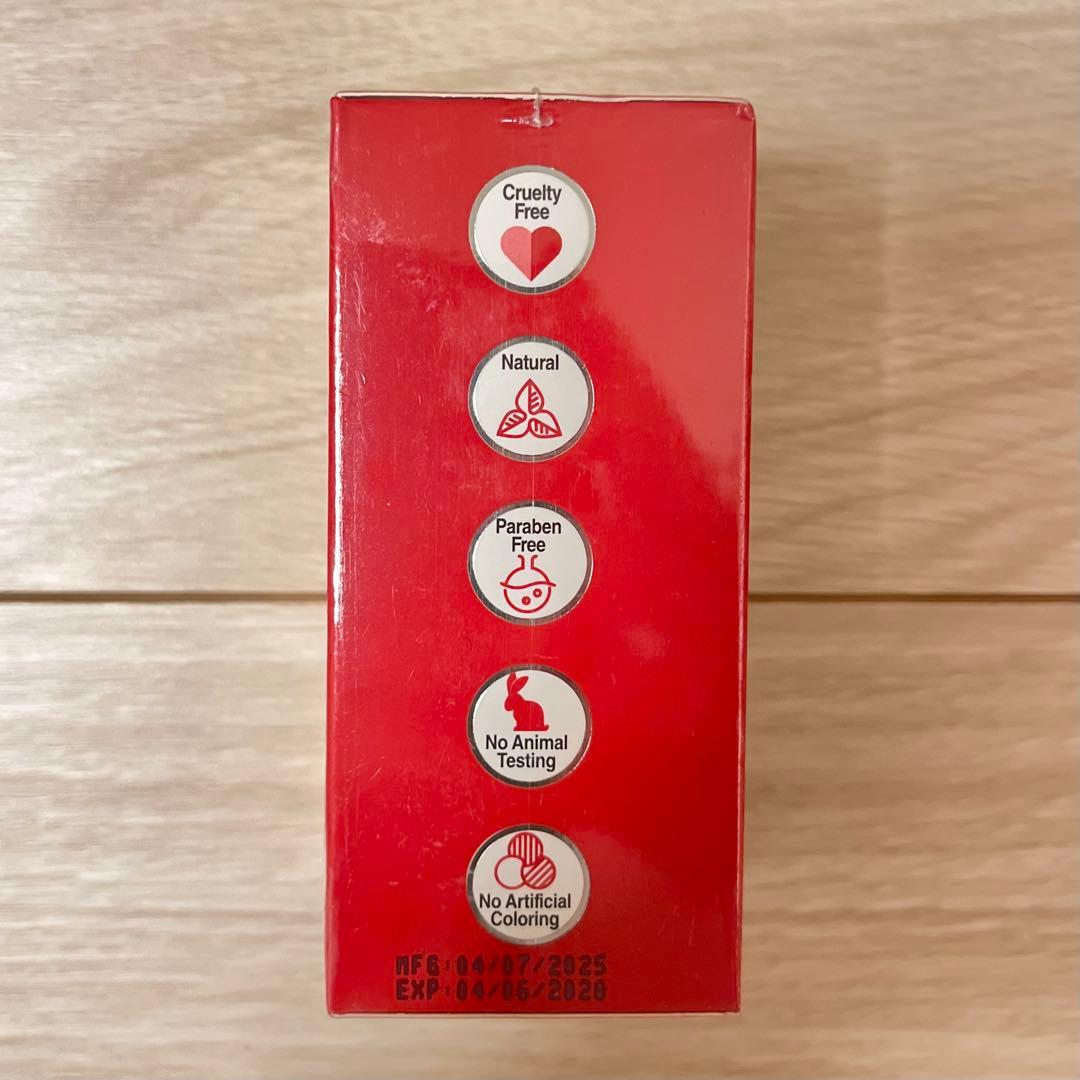 Cruelty
Free
Natural
Paraben
Free
No Animal
Testing
No Artificial
Coloring
MFG:04/07/2025
EXP:04/06/2028